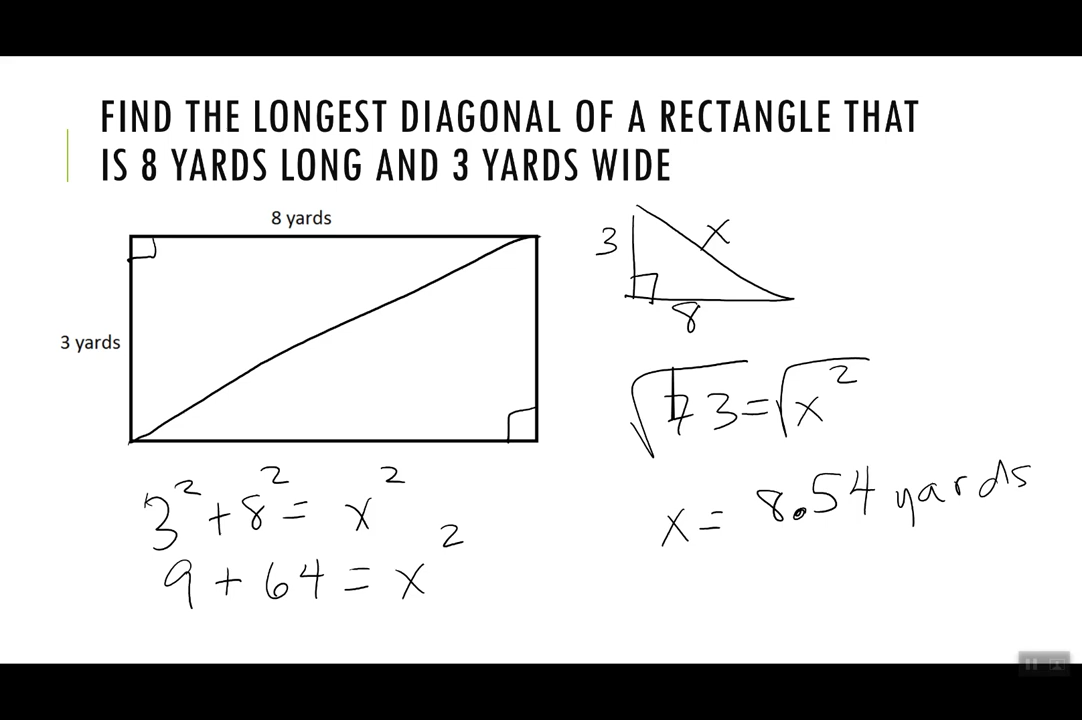 FIND THE LONGEST DIAGONAL OF A RECTANGLE THAT
IS 8 YARDS LONG AND 3 YARDS WIDE
8 yards
3 yards
3
x
8
√73 = √x²
x = 8.54 yards
3² + 8² = x²
9 + 64 = x²